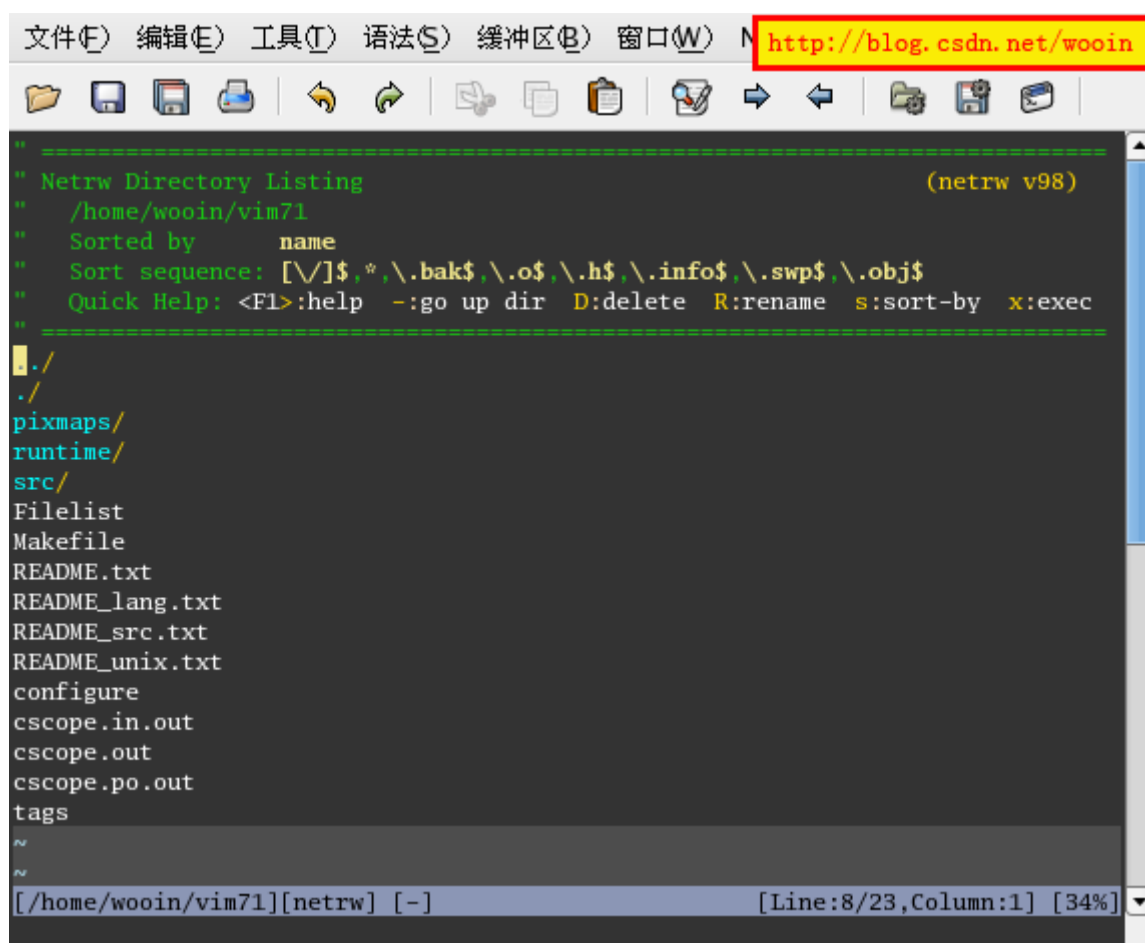 文件(F) 编辑(E) 工具(T) 语法(S) 缓冲区(B) 窗口(W) N
http://blog.csdn.net/wooin
" ============================================================================
" Netrw Directory Listing                                        (netrw v98)
"   /home/wooin/vim71
"   Sorted by      name
"   Sort sequence: [\/]$,*,\.bak$,\.o$,\.h$,\.info$,\.swp$,\.obj$
"   Quick Help: <F1>:help  -:go up dir  D:delete  R:rename  s:sort-by  x:exec
" ============================================================================
../
./
pixmaps/
runtime/
src/
Filelist
Makefile
README.txt
README_lang.txt
README_src.txt
README_unix.txt
configure
cscope.in.out
cscope.out
cscope.po.out
tags
~
~
[/home/wooin/vim71][netrw] [-] [Line:8/23,Column:1] [34%]